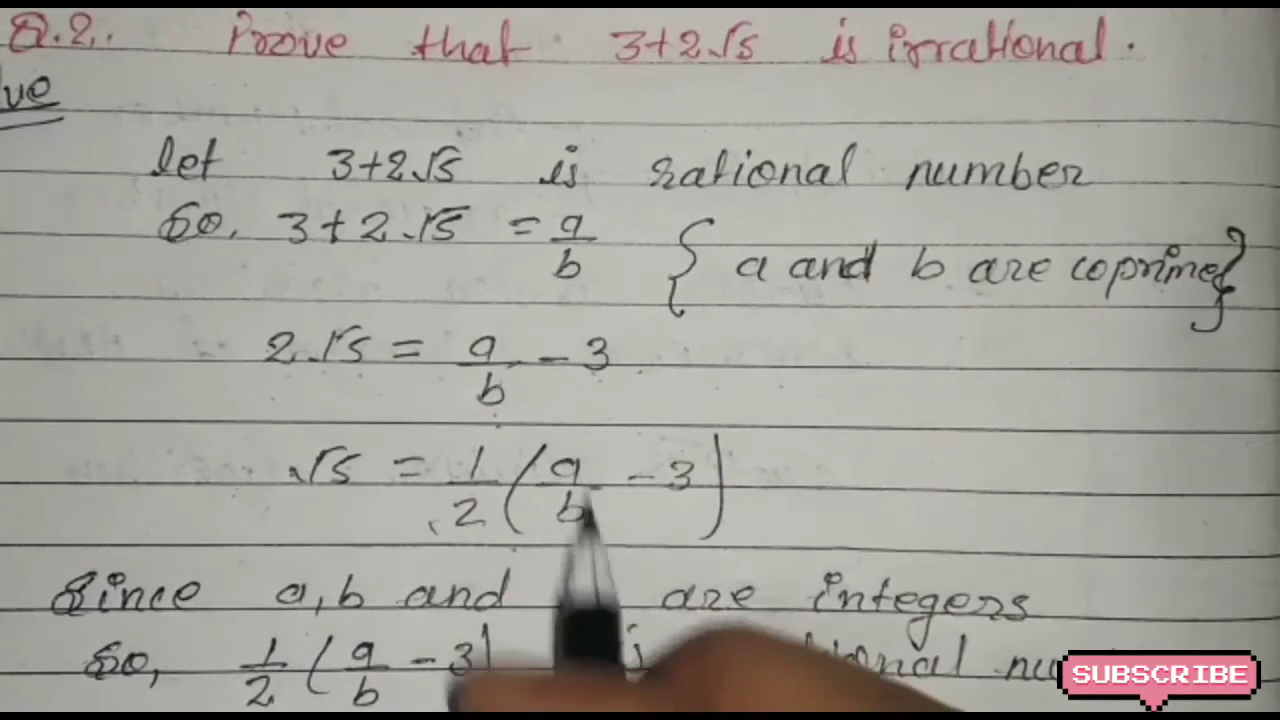 Q.2. Prove that 3+2√5 is irrational.
let 3+2√5 is rational number
So, 3+2√5 = a/b { a and b are coprime}
2√5 = a/b - 3
√5 = 1/2 (a/b - 3)
Since a,b and are integers
So, 1/2 (a/b - 3)
SUBSCRIBE